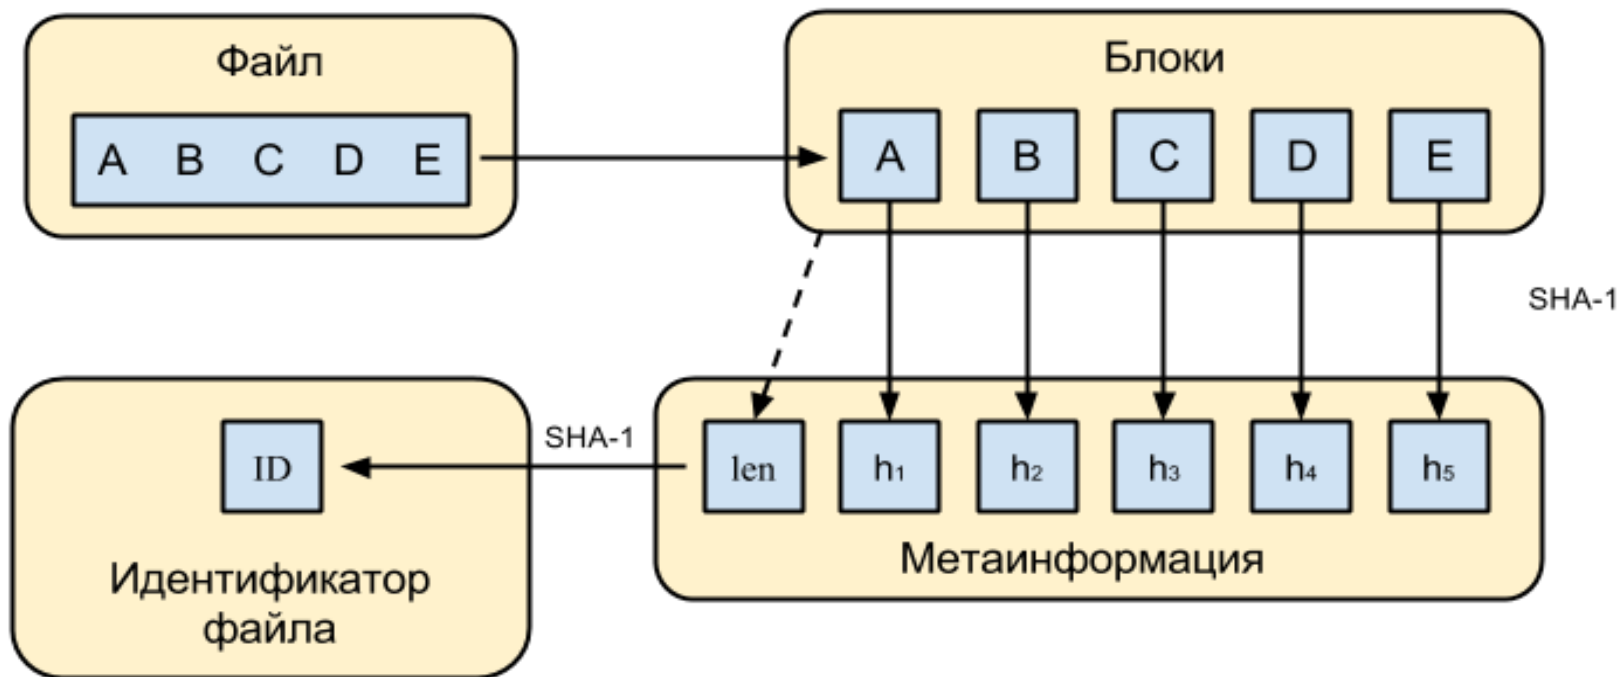 Файл
A B C D E
Блоки
A B C D E
SHA-1
SHA-1
ID
Идентификатор
файла
len h₁ h₂ h₃ h₄ h₅
Метаинформация